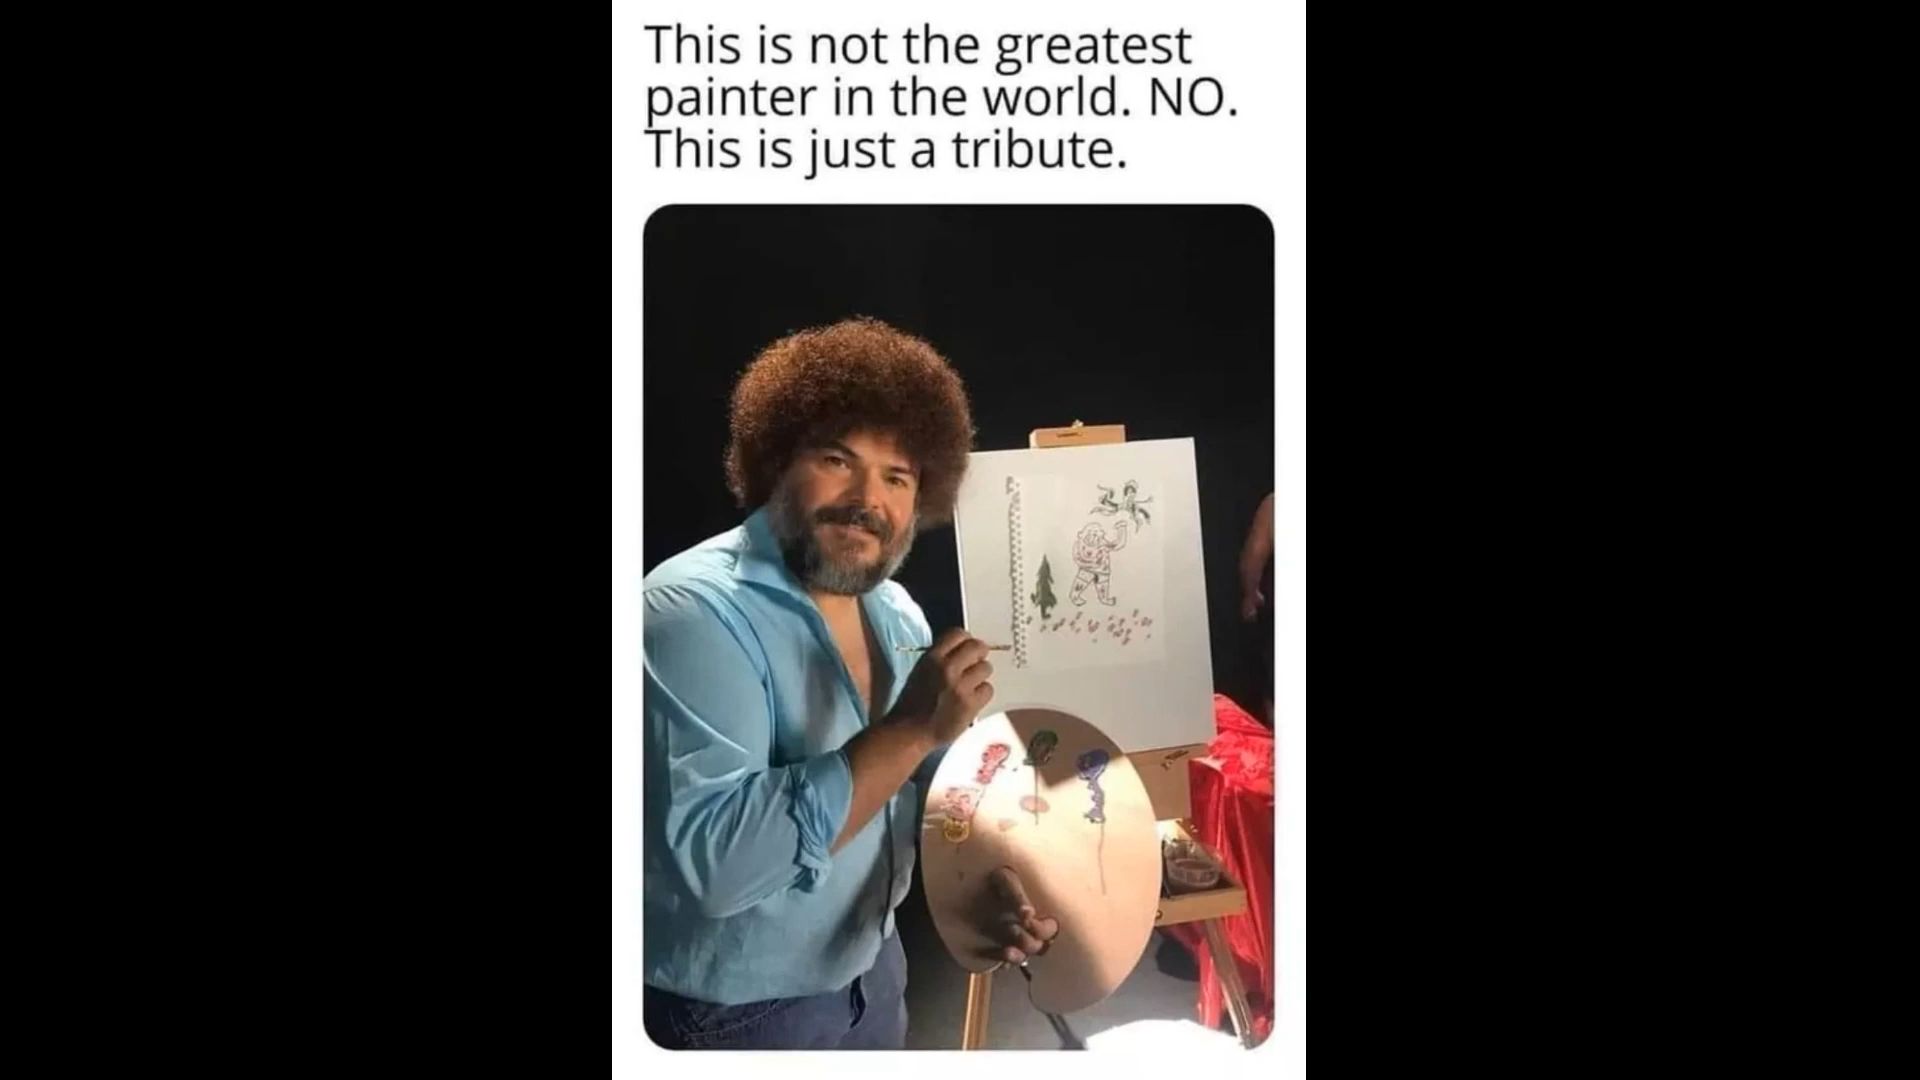 This is not the greatest
painter in the world. NO.
This is just a tribute.